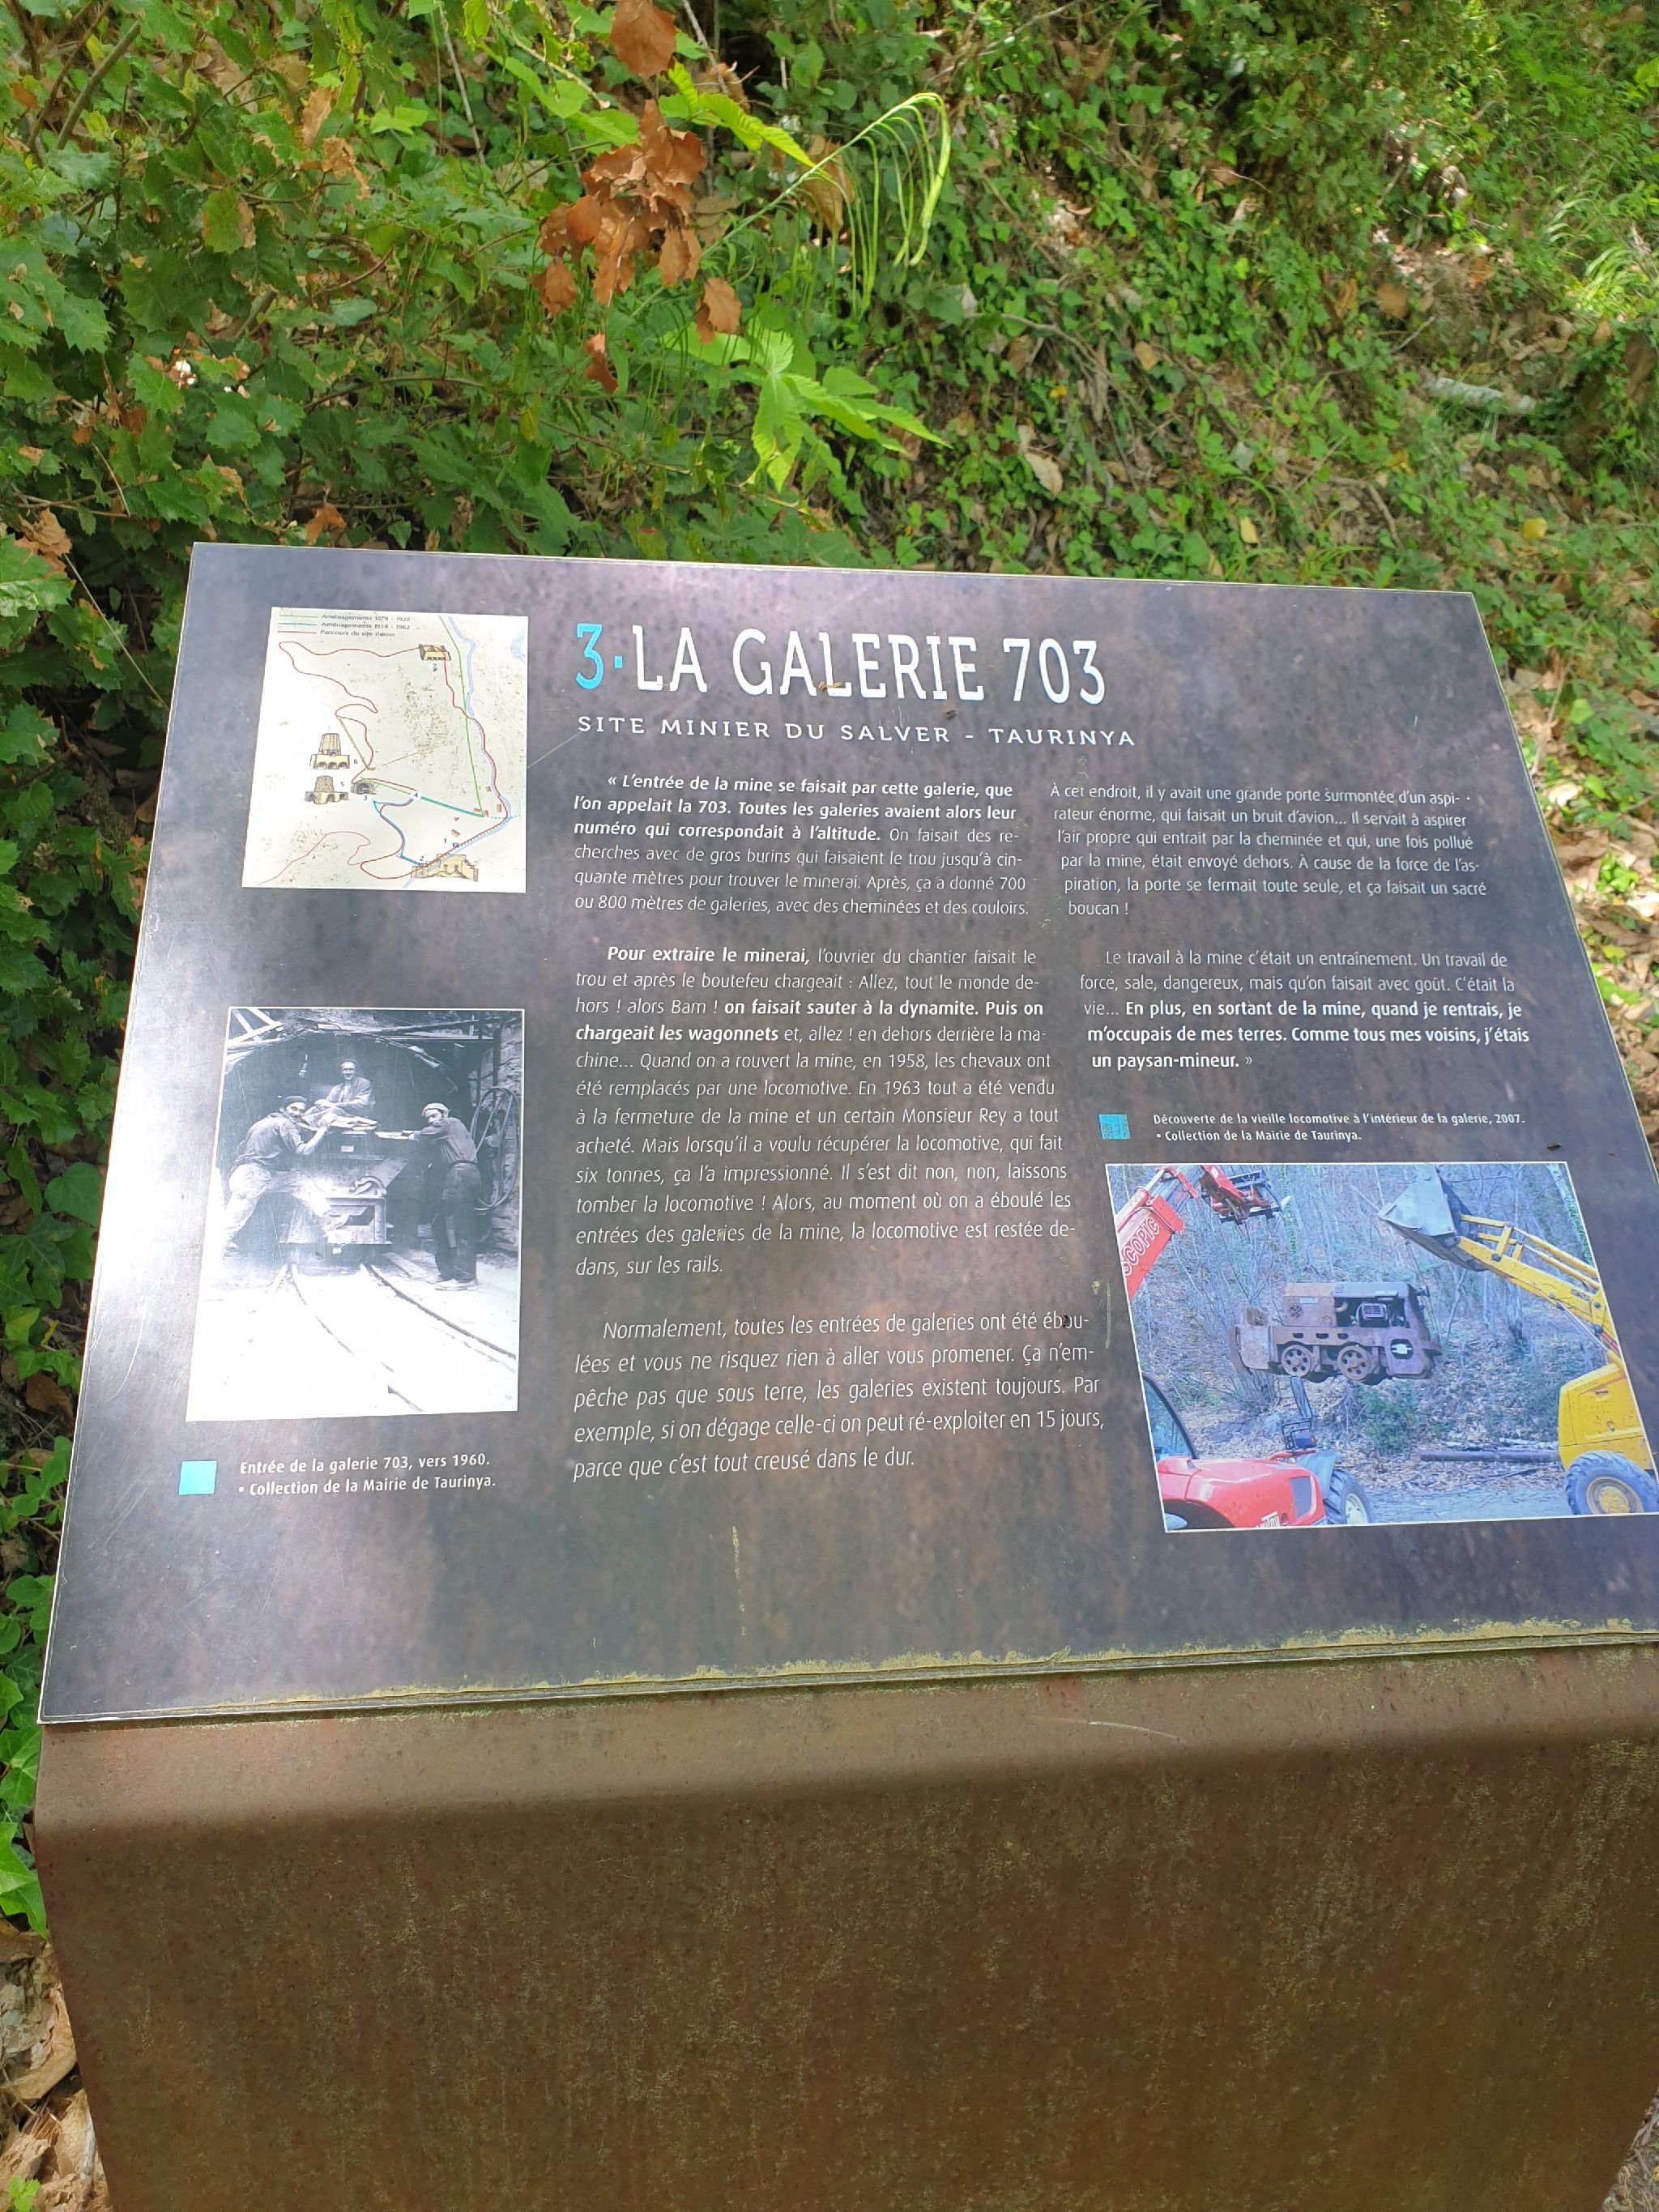 Aménagements 1879 - 1920
Aménagements 1958 - 1962
Parcours du site minier
7
6
5
3
4
1
2
3·LA GALERIE 703
SITE MINIER DU SALVER - TAURINYA
« L'entrée de la mine se faisait par cette galerie, que
l'on appelait la 703. Toutes les galeries avaient alors leur
numéro qui correspondait à l'altitude. On faisait des re-
cherches avec de gros burins qui faisaient le trou jusqu'à cin-
quante mètres pour trouver le minerai. Après, ça a donné 700
ou 800 mètres de galeries, avec des cheminées et des couloirs.
Pour extraire le minerai, l'ouvrier du chantier faisait le
trou et après le boutefeu chargeait : Allez, tout le monde de-
hors ! alors Bam ! on faisait sauter à la dynamite. Puis on
chargeait les wagonnets et, allez ! en dehors derrière la ma-
chine... Quand on a rouvert la mine, en 1958, les chevaux ont
été remplacés par une locomotive. En 1963 tout a été vendu
à la fermeture de la mine et un certain Monsieur Rey a tout
acheté. Mais lorsqu'il a voulu récupérer la locomotive, qui fait
six tonnes, ça l'a impressionné. Il s'est dit non, non, laissons
tomber la locomotive ! Alors, au moment où on a éboulé les
entrées des galeries de la mine, la locomotive est restée de-
dans, sur les rails.
Normalement, toutes les entrées de galeries ont été ébou-
lées et vous ne risquez rien à aller vous promener. Ça n'em-
pêche pas que sous terre, les galeries existent toujours. Par
exemple, si on dégage celle-ci on peut ré-exploiter en 15 jours,
parce que c'est tout creusé dans le dur.
À cet endroit, il y avait une grande porte surmontée d'un aspi-
rateur énorme, qui faisait un bruit d'avion... Il servait à aspirer
l'air propre qui entrait par la cheminée et qui, une fois pollué
par la mine, était envoyé dehors. À cause de la force de l'as-
piration, la porte se fermait toute seule, et ça faisait un sacré
boucan !
Le travail à la mine c'était un entrainement. Un travail de
force, sale, dangereux, mais qu'on faisait avec goût. C'était la
vie... En plus, en sortant de la mine, quand je rentrais, je
m'occupais de mes terres. Comme tous mes voisins, j'étais
un paysan-mineur. »
Découverte de la vieille locomotive à l'intérieur de la galerie, 2007.
• Collection de la Mairie de Taurinya.
SCOPIC
Entrée de la galerie 703, vers 1960.
• Collection de la Mairie de Taurinya.